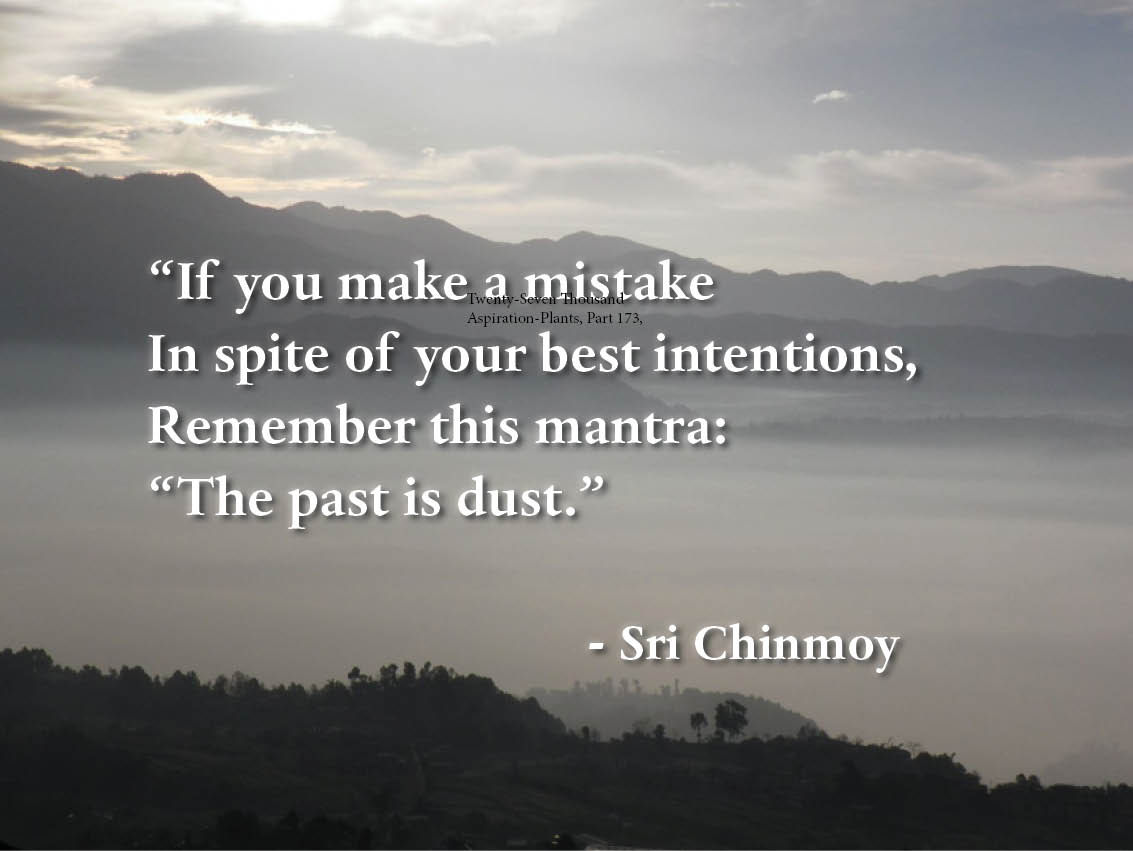 “If you make a mistake
Twenty-Seven Thousand
Aspiration-Plants, Part 173,
In spite of your best intentions,
Remember this mantra:
“The past is dust.”
- Sri Chinmoy